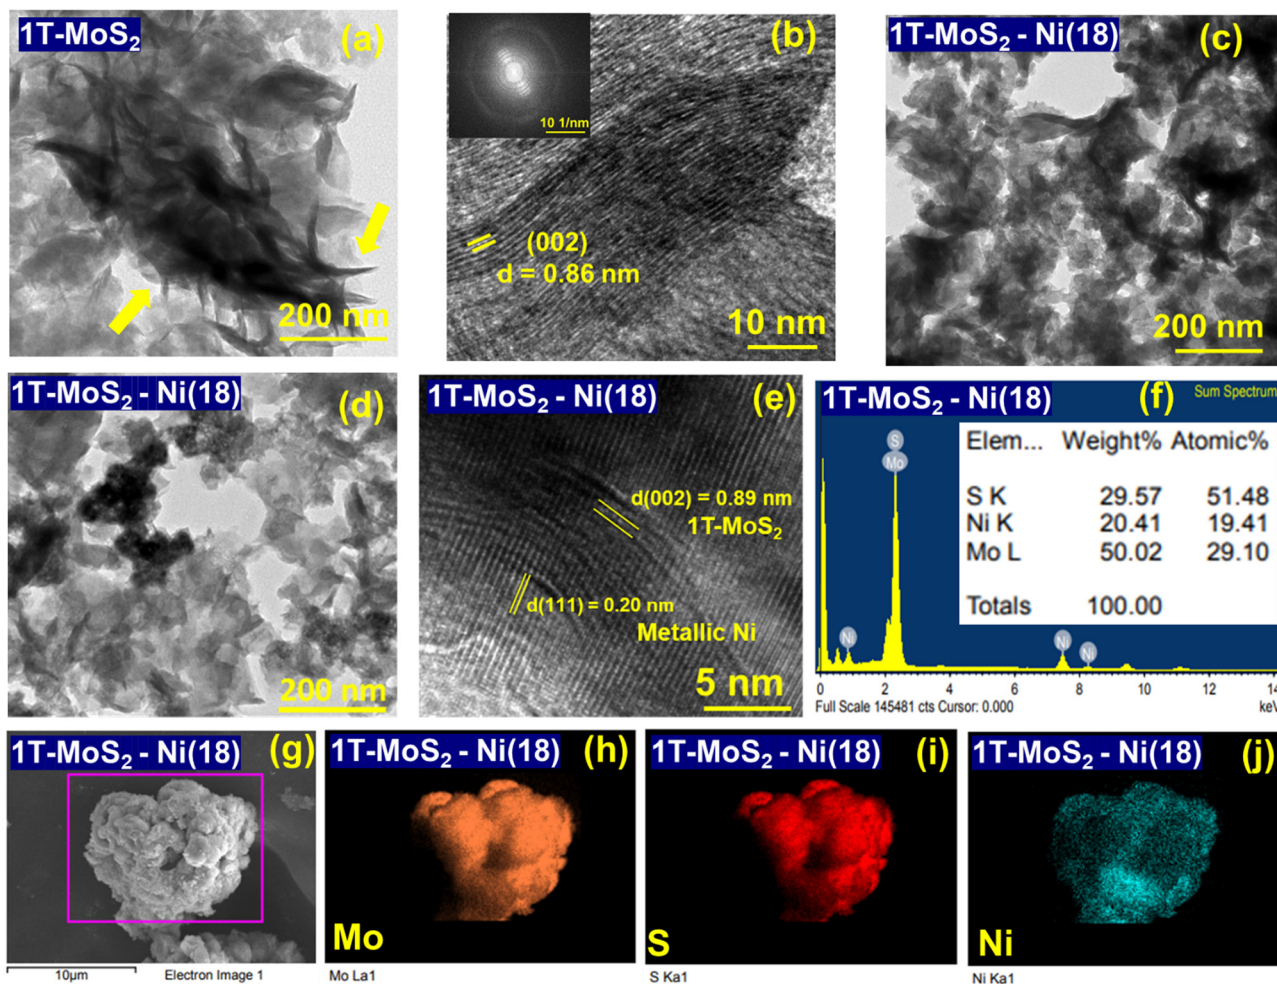 1T-MoS₂
(a)
200 nm
(b)
10 1/nm
(002)
d = 0.86 nm
10 nm
1T-MoS₂ - Ni(18)
(c)
200 nm
1T-MoS₂ - Ni(18)
(d)
200 nm
1T-MoS₂ - Ni(18)
(e)
d(002) = 0.89 nm
1T-MoS₂
d(111) = 0.20 nm
Metallic Ni
5 nm
1T-MoS₂ - Ni(18)
(f)
Sum Spectrum
Elem... Weight% Atomic%
S K 29.57 51.48
Ni K 20.41 19.41
Mo L 50.02 29.10
Totals 100.00
S
Mo
Ni
Ni
Ni
0 2 4 6 8 10 12 14
Full Scale 145481 cts Cursor: 0.000
keV
1T-MoS₂ - Ni(18)
(g)
10µm
Electron Image 1
1T-MoS₂ - Ni(18)
(h)
Mo
Mo La1
1T-MoS₂ - Ni(18)
(i)
S
S Ka1
1T-MoS₂ - Ni(18)
(j)
Ni
Ni Ka1